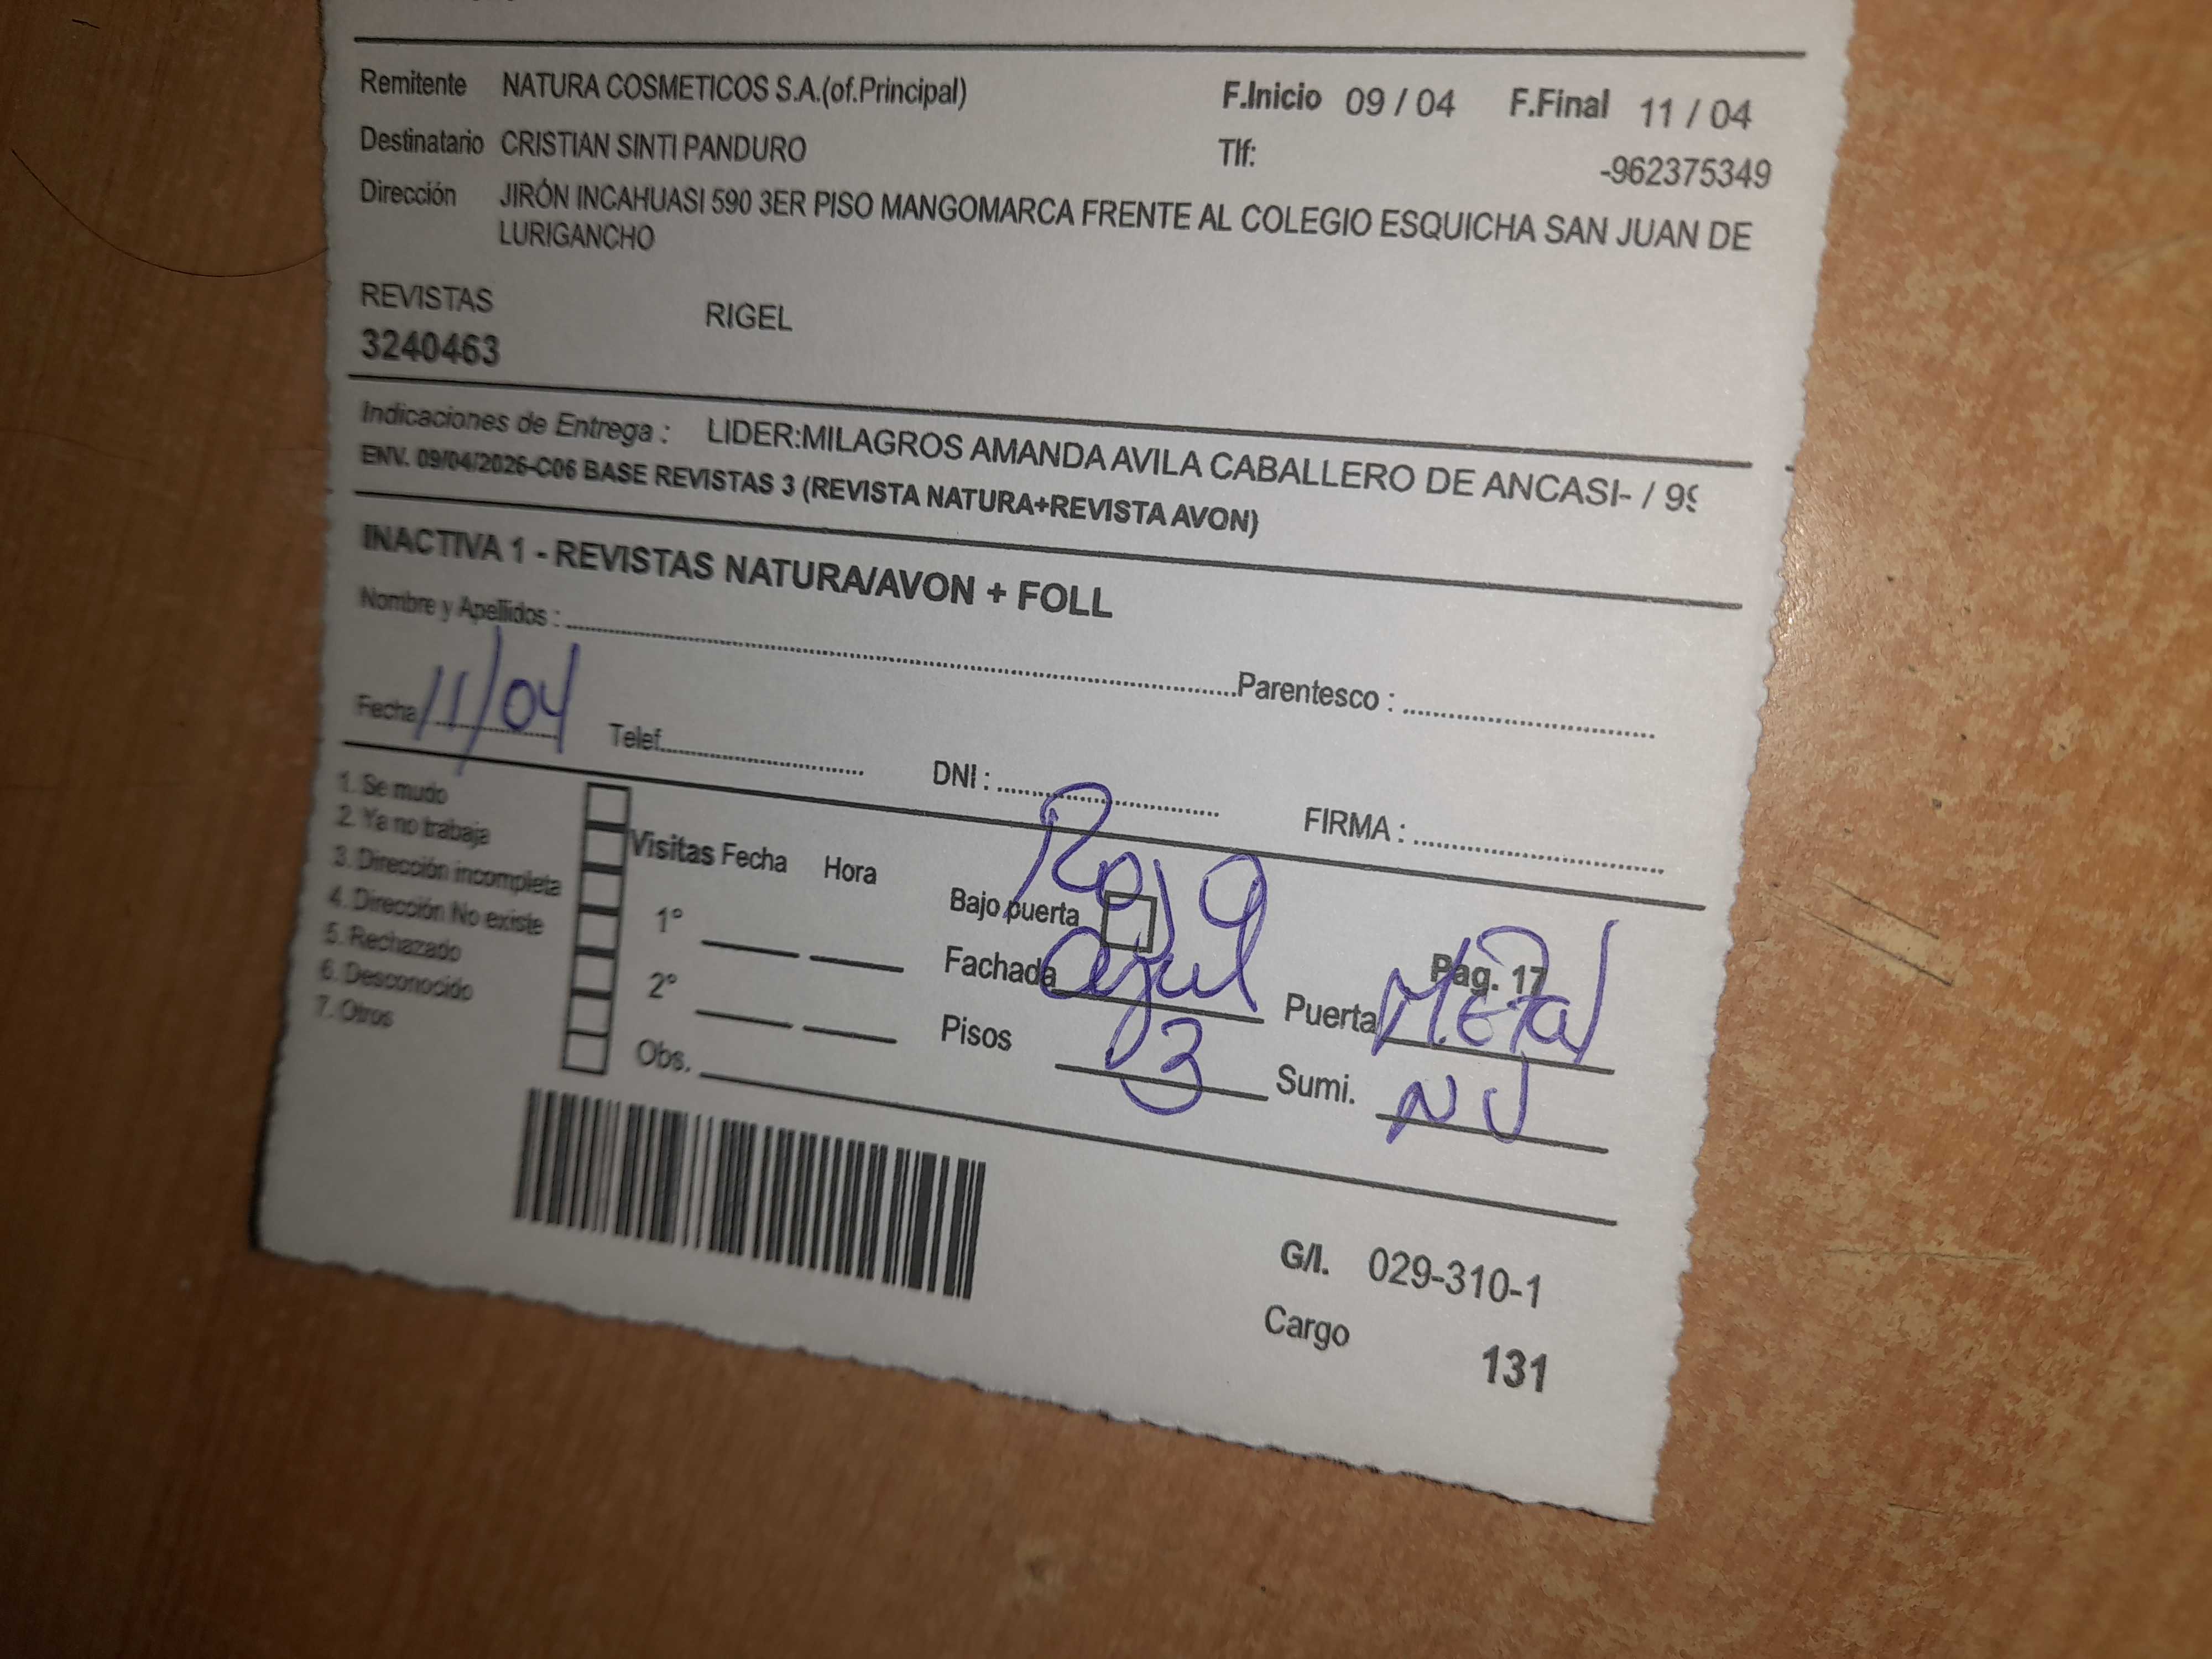 Remitente NATURA COSMETICOS S.A.(of.Principal) F.Inicio 09 / 04 F.Final 11 / 04
Destinatario CRISTIAN SINTI PANDURO Tlf: -962375349
Dirección JIRÓN INCAHUASI 590 3ER PISO MANGOMARCA FRENTE AL COLEGIO ESQUICHA SAN JUAN DE
LURIGANCHO
REVISTAS RIGEL
3240463
Indicaciones de Entrega : LIDER:MILAGROS AMANDA AVILA CABALLERO DE ANCASI- / 99
ENV. 09/04/2026-C06 BASE REVISTAS 3 (REVISTA NATURA+REVISTA AVON)
INACTIVA 1 - REVISTAS NATURA/AVON + FOLL
Nombre y Apellidos : Parentesco :
Fecha 11/04 Telef. DNI : FIRMA :
1. Se mudo
2. Ya no trabaja
3. Dirección incompleta
4. Dirección No existe
5. Rechazado
6. Desconocido
7. Otros
Visitas Fecha Hora
1°
2°
Obs.
Roja
Bajo puerta Pag. 17
Fachada azul Puerta Metal
Pisos 3 Sumi. NJ
G/I. 029-310-1
Cargo 131